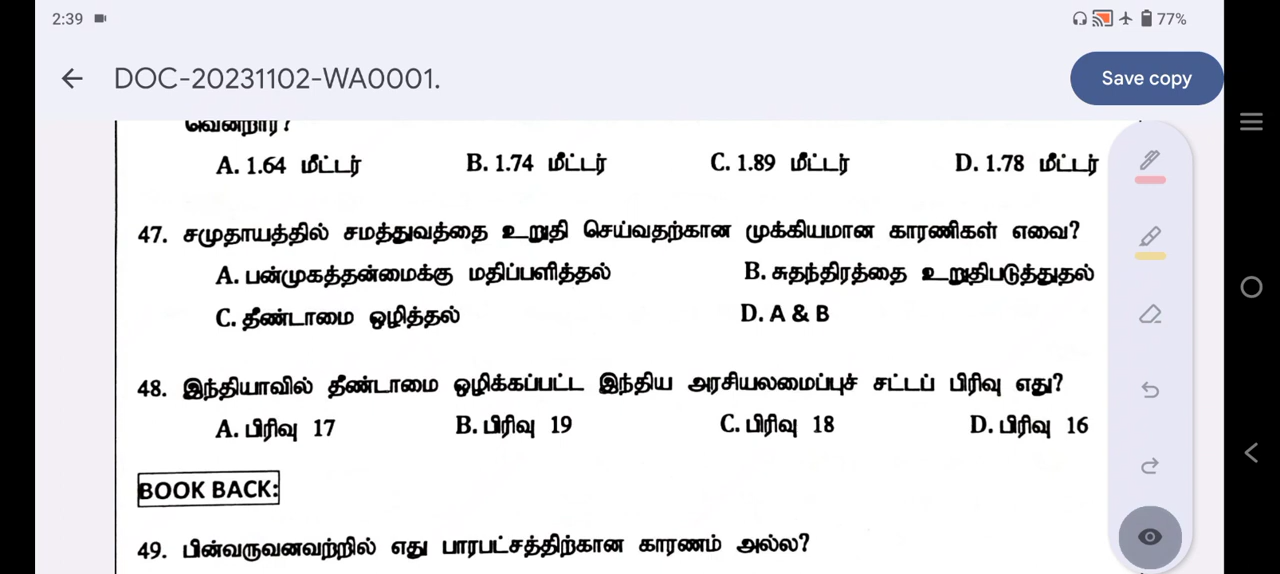 2:39
77%
DOC-20231102-WA0001.
Save copy
வென்றார்?
A. 1.64 மீட்டர் B. 1.74 மீட்டர் C. 1.89 மீட்டர் D. 1.78 மீட்டர்
47. சமுதாயத்தில் சமத்துவத்தை உறுதி செய்வதற்கான முக்கியமான காரணிகள் எவை?
A. பன்முகத்தன்மைக்கு மதிப்பளித்தல் B. சுதந்திரத்தை உறுதிபடுத்துதல்
C. தீண்டாமை ஒழித்தல் D. A & B
48. இந்தியாவில் தீண்டாமை ஒழிக்கப்பட்ட இந்திய அரசியலமைப்புச் சட்டப் பிரிவு எது?
A. பிரிவு 17 B. பிரிவு 19 C. பிரிவு 18 D. பிரிவு 16
BOOK BACK:
49. பின்வருவனவற்றில் எது பாரபட்சத்திற்கான காரணம் அல்ல?